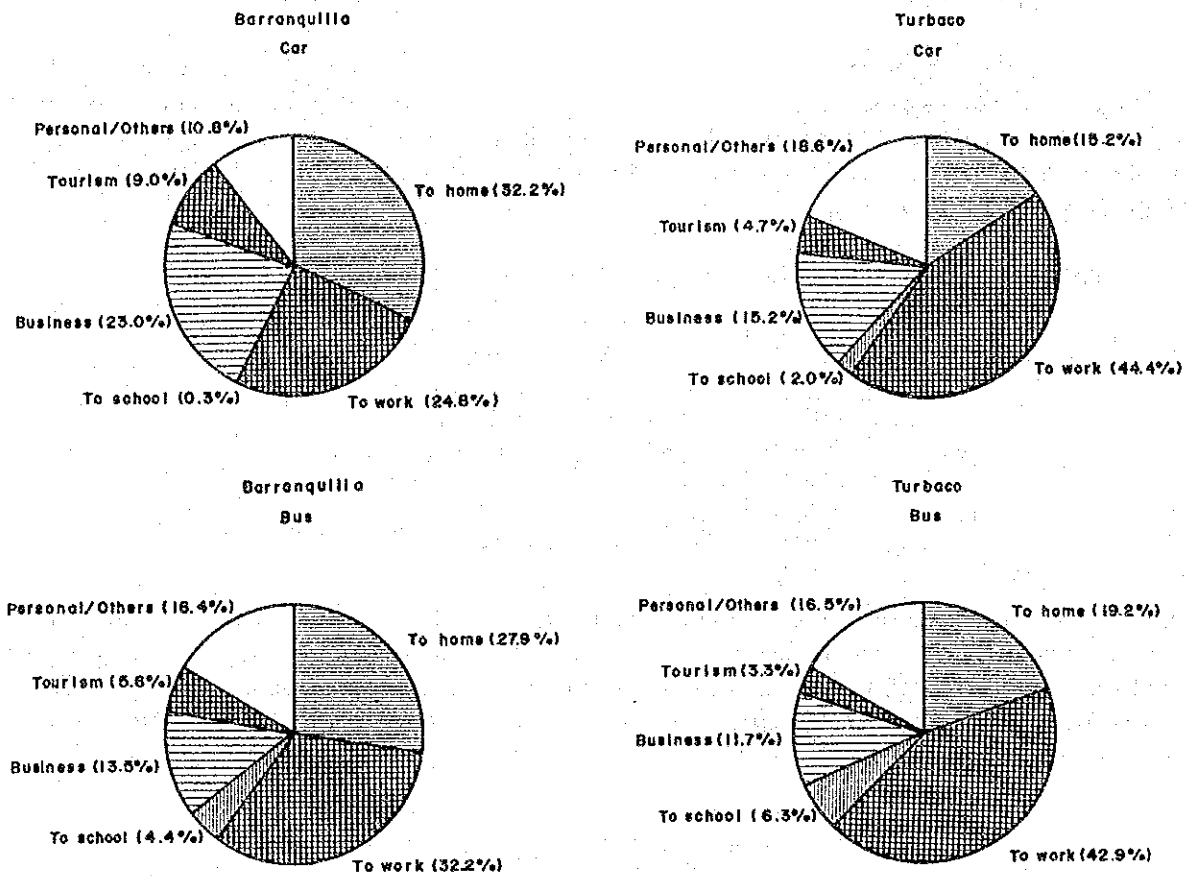 Barranquilla
Car
Personal/Others (10.8%)
To home (32.2%)
Tourism (9.0%)
Business (23.0%)
To school (0.3%)
To work (24.8%)
Turbaco
Car
Personal/Others (18.6%)
To home (15.2%)
Tourism (4.7%)
Business (15.2%)
To school (2.0%)
To work (44.4%)
Barranquilla
Bus
Personal/Others (16.4%)
To home (27.9%)
Tourism (5.6%)
Business (13.5%)
To school (4.4%)
To work (32.2%)
Turbaco
Bus
Personal/Others (16.5%)
To home (19.2%)
Tourism (3.3%)
Business (11.7%)
To school (6.3%)
To work (42.9%)